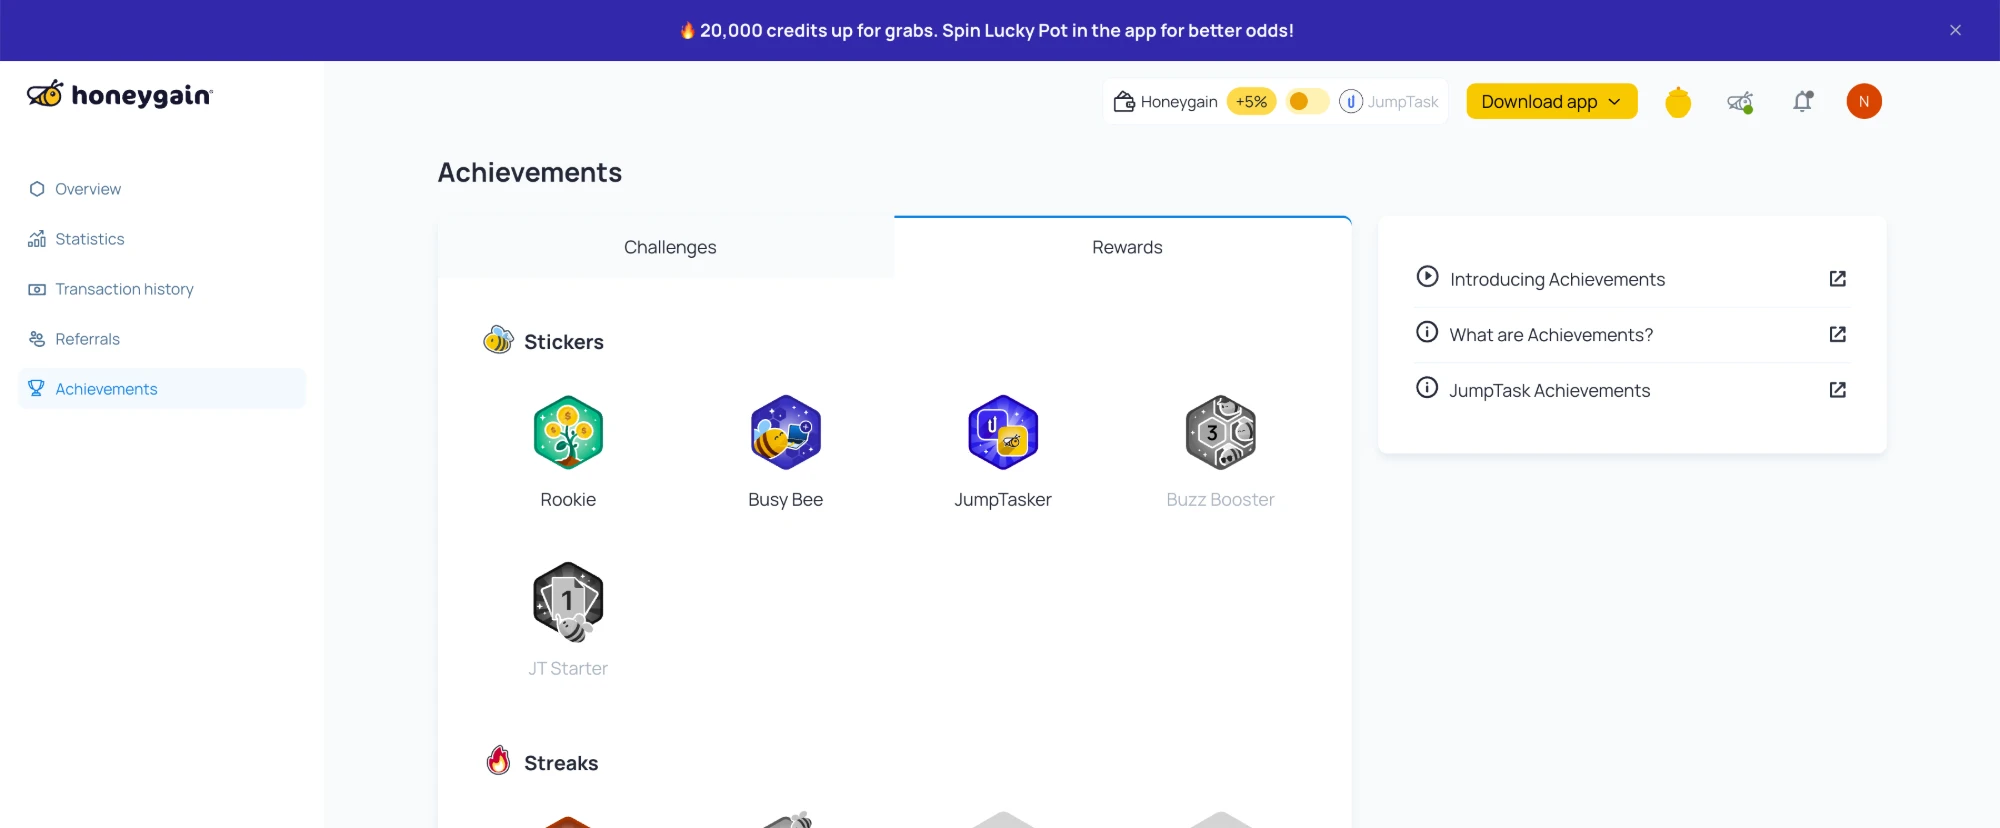 20,000 credits up for grabs. Spin Lucky Pot in the app for better odds!
honeygain
Honeygain +5% JumpTask
Download app
N
Overview
Statistics
Transaction history
Referrals
Achievements
Achievements
Challenges
Rewards
Stickers
Rookie
Busy Bee
JumpTasker
3
Buzz Booster
1
JT Starter
Streaks
Introducing Achievements
What are Achievements?
JumpTask Achievements